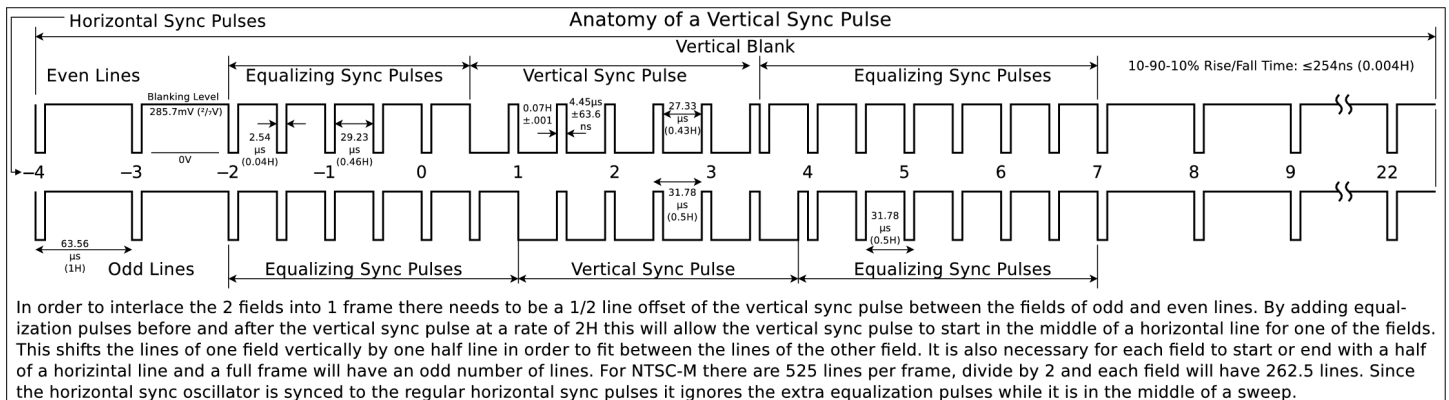 Horizontal Sync Pulses
Anatomy of a Vertical Sync Pulse
Vertical Blank
Even Lines
Equalizing Sync Pulses
Vertical Sync Pulse
Equalizing Sync Pulses
10-90-10% Rise/Fall Time: ≤254ns (0.004H)
Blanking Level
285.7mV (²/₇V)
0V
2.54
µs
(0.04H)
29.23
µs
(0.46H)
0.07H
±.001
4.45µs
±63.6
ns
27.33
µs
(0.43H)
−4 −3 −2 −1 0 1 2 3 4 5 6 7 8 9 22
31.78
µs
(0.5H)
31.78
µs
(0.5H)
63.56
µs
(1H)
Odd Lines
Equalizing Sync Pulses
Vertical Sync Pulse
Equalizing Sync Pulses
In order to interlace the 2 fields into 1 frame there needs to be a 1/2 line offset of the vertical sync pulse between the fields of odd and even lines. By adding equal-
ization pulses before and after the vertical sync pulse at a rate of 2H this will allow the vertical sync pulse to start in the middle of a horizontal line for one of the fields.
This shifts the lines of one field vertically by one half line in order to fit between the lines of the other field. It is also necessary for each field to start or end with a half
of a horizintal line and a full frame will have an odd number of lines. For NTSC-M there are 525 lines per frame, divide by 2 and each field will have 262.5 lines. Since
the horizontal sync oscillator is synced to the regular horizontal sync pulses it ignores the extra equalization pulses while it is in the middle of a sweep.